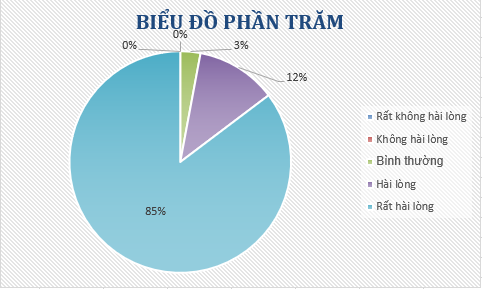 BIỂU ĐỒ PHẦN TRĂM
0%
0%
3%
12%
85%
Rất không hài lòng
Không hài lòng
Bình thường
Hài lòng
Rất hài lòng